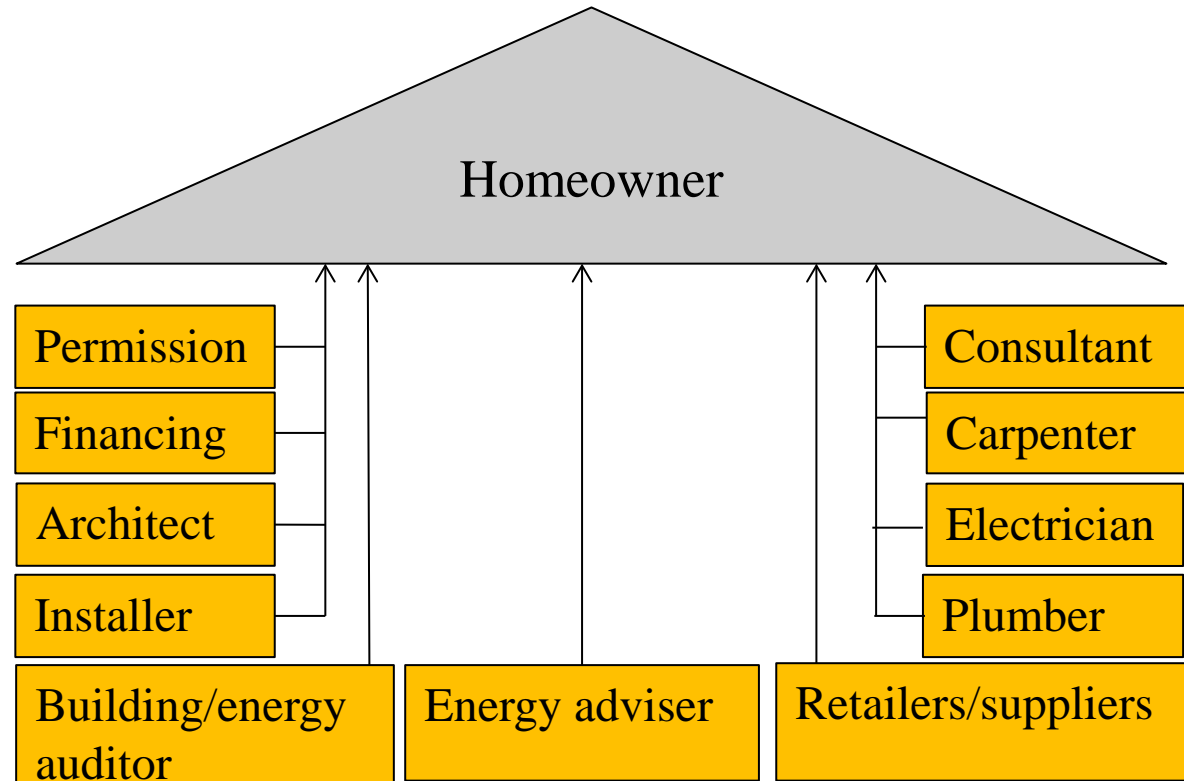 Homeowner
Permission
Financing
Architect
Installer
Consultant
Carpenter
Electrician
Plumber
Building/energy
auditor
Energy adviser
Retailers/suppliers